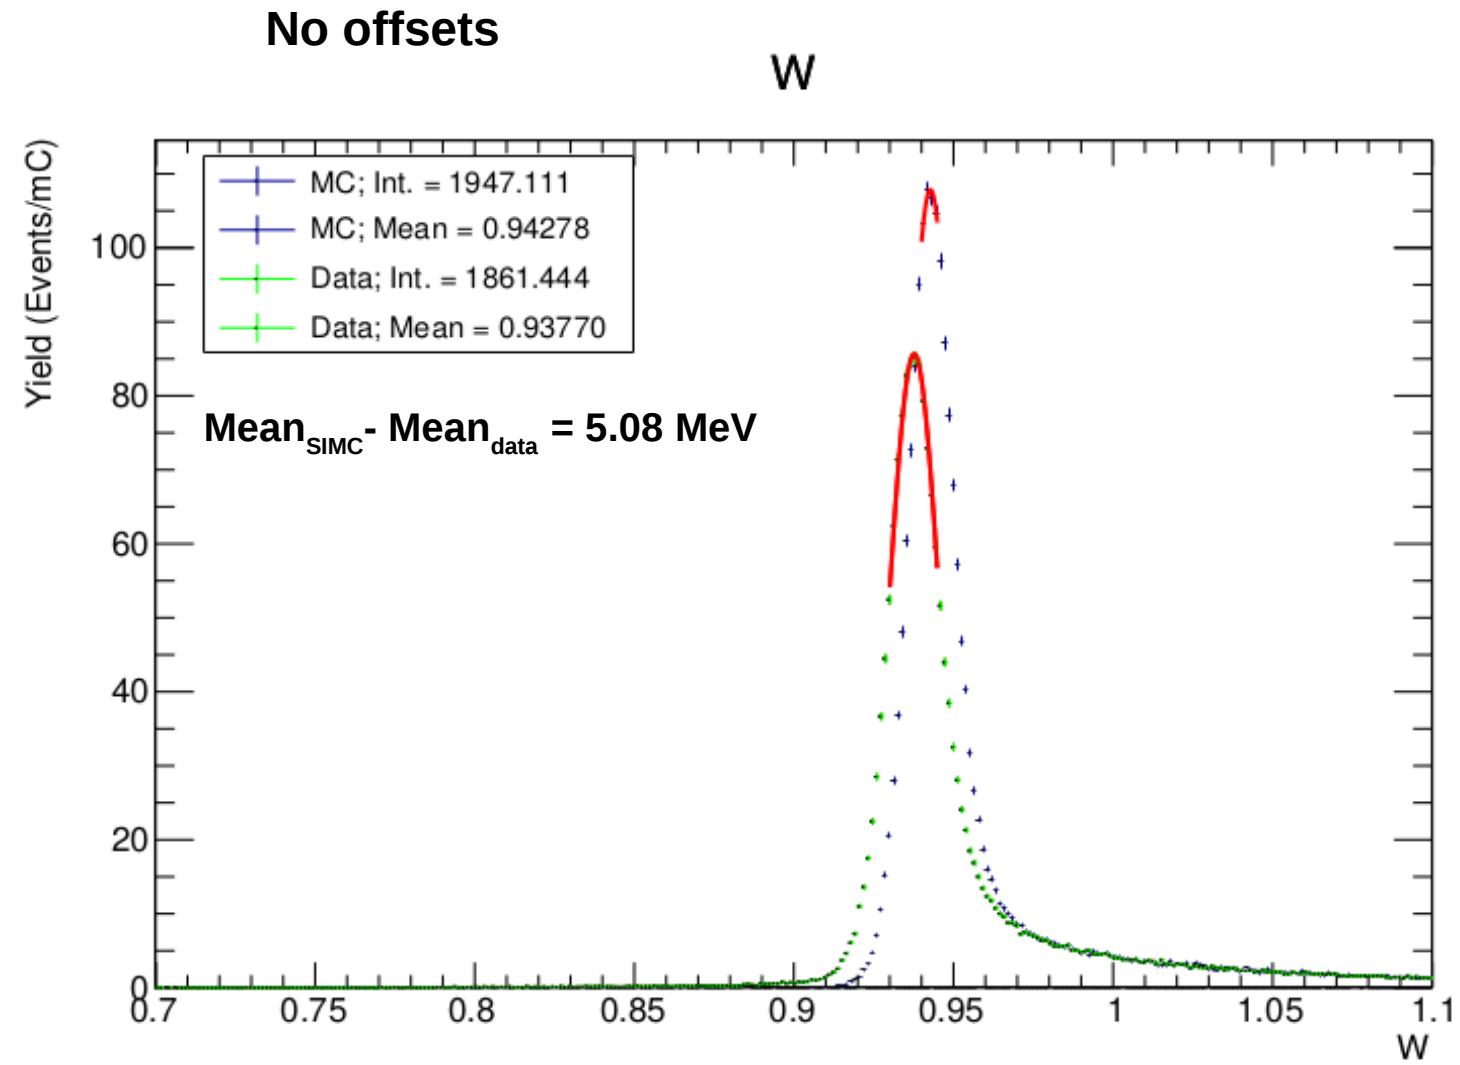 No offsets
W
Yield (Events/mC)
MC; Int. = 1947.111
MC; Mean = 0.94278
Data; Int. = 1861.444
Data; Mean = 0.93770
Mean_SIMC - Mean_data = 5.08 MeV
100
80
60
40
20
0
0.7 0.75 0.8 0.85 0.9 0.95 1 1.05 1.1
W